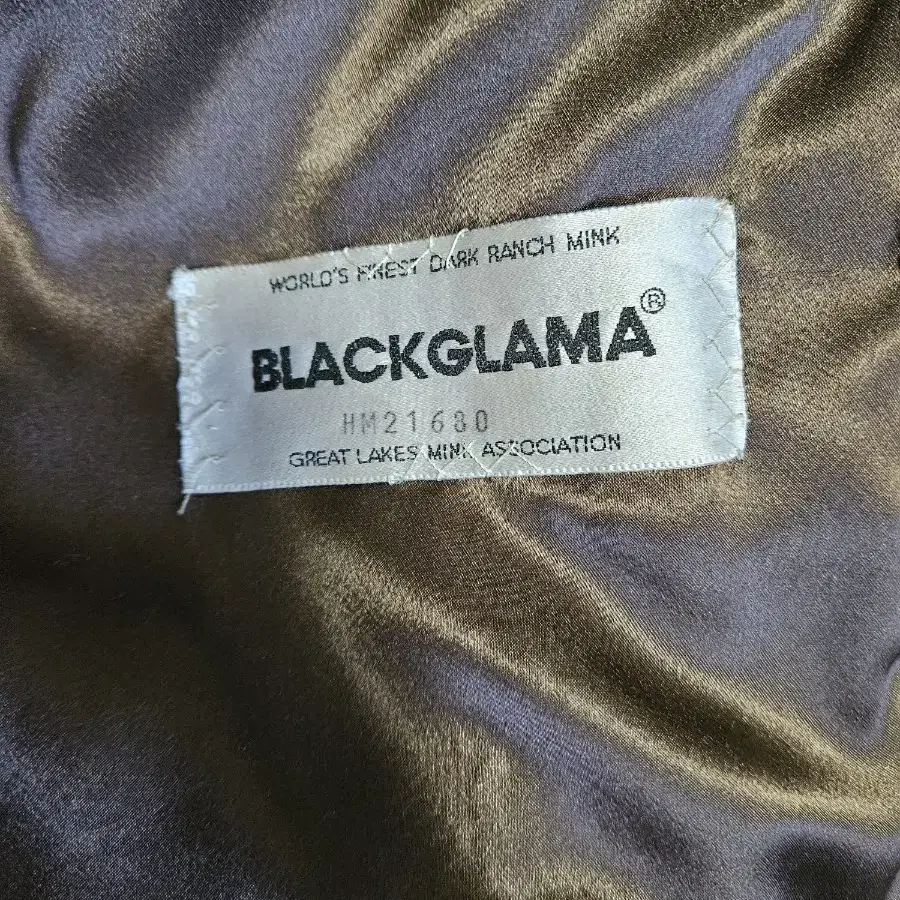 WORLD'S FINEST DARK RANCH MINK
BLACKGLAMA®
HM21680
GREAT LAKES MINK ASSOCIATION